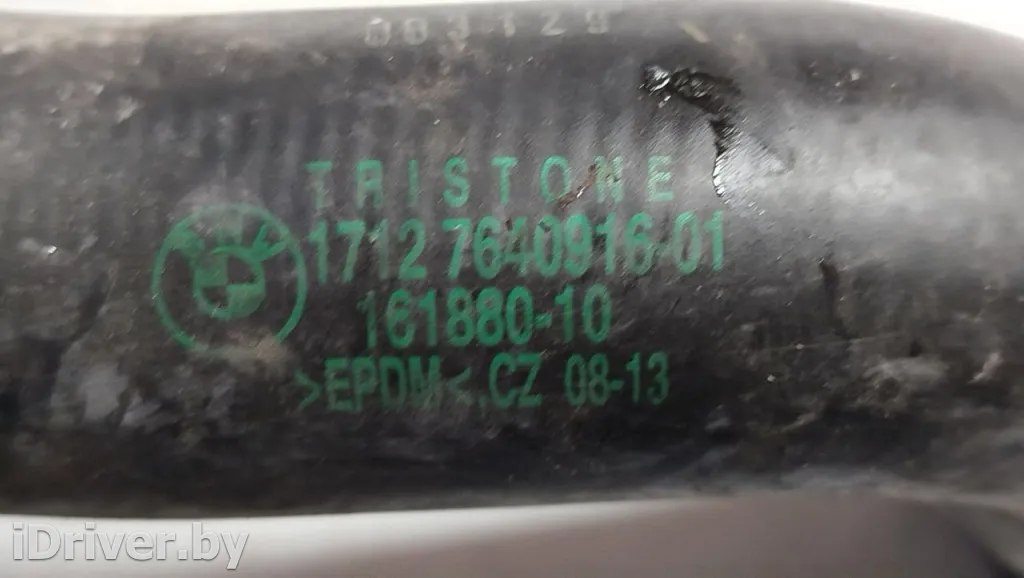 083129
TRISTONE
1712 7640916-01
161880-10
>EPDM<,CZ 08-13
iDriver.by